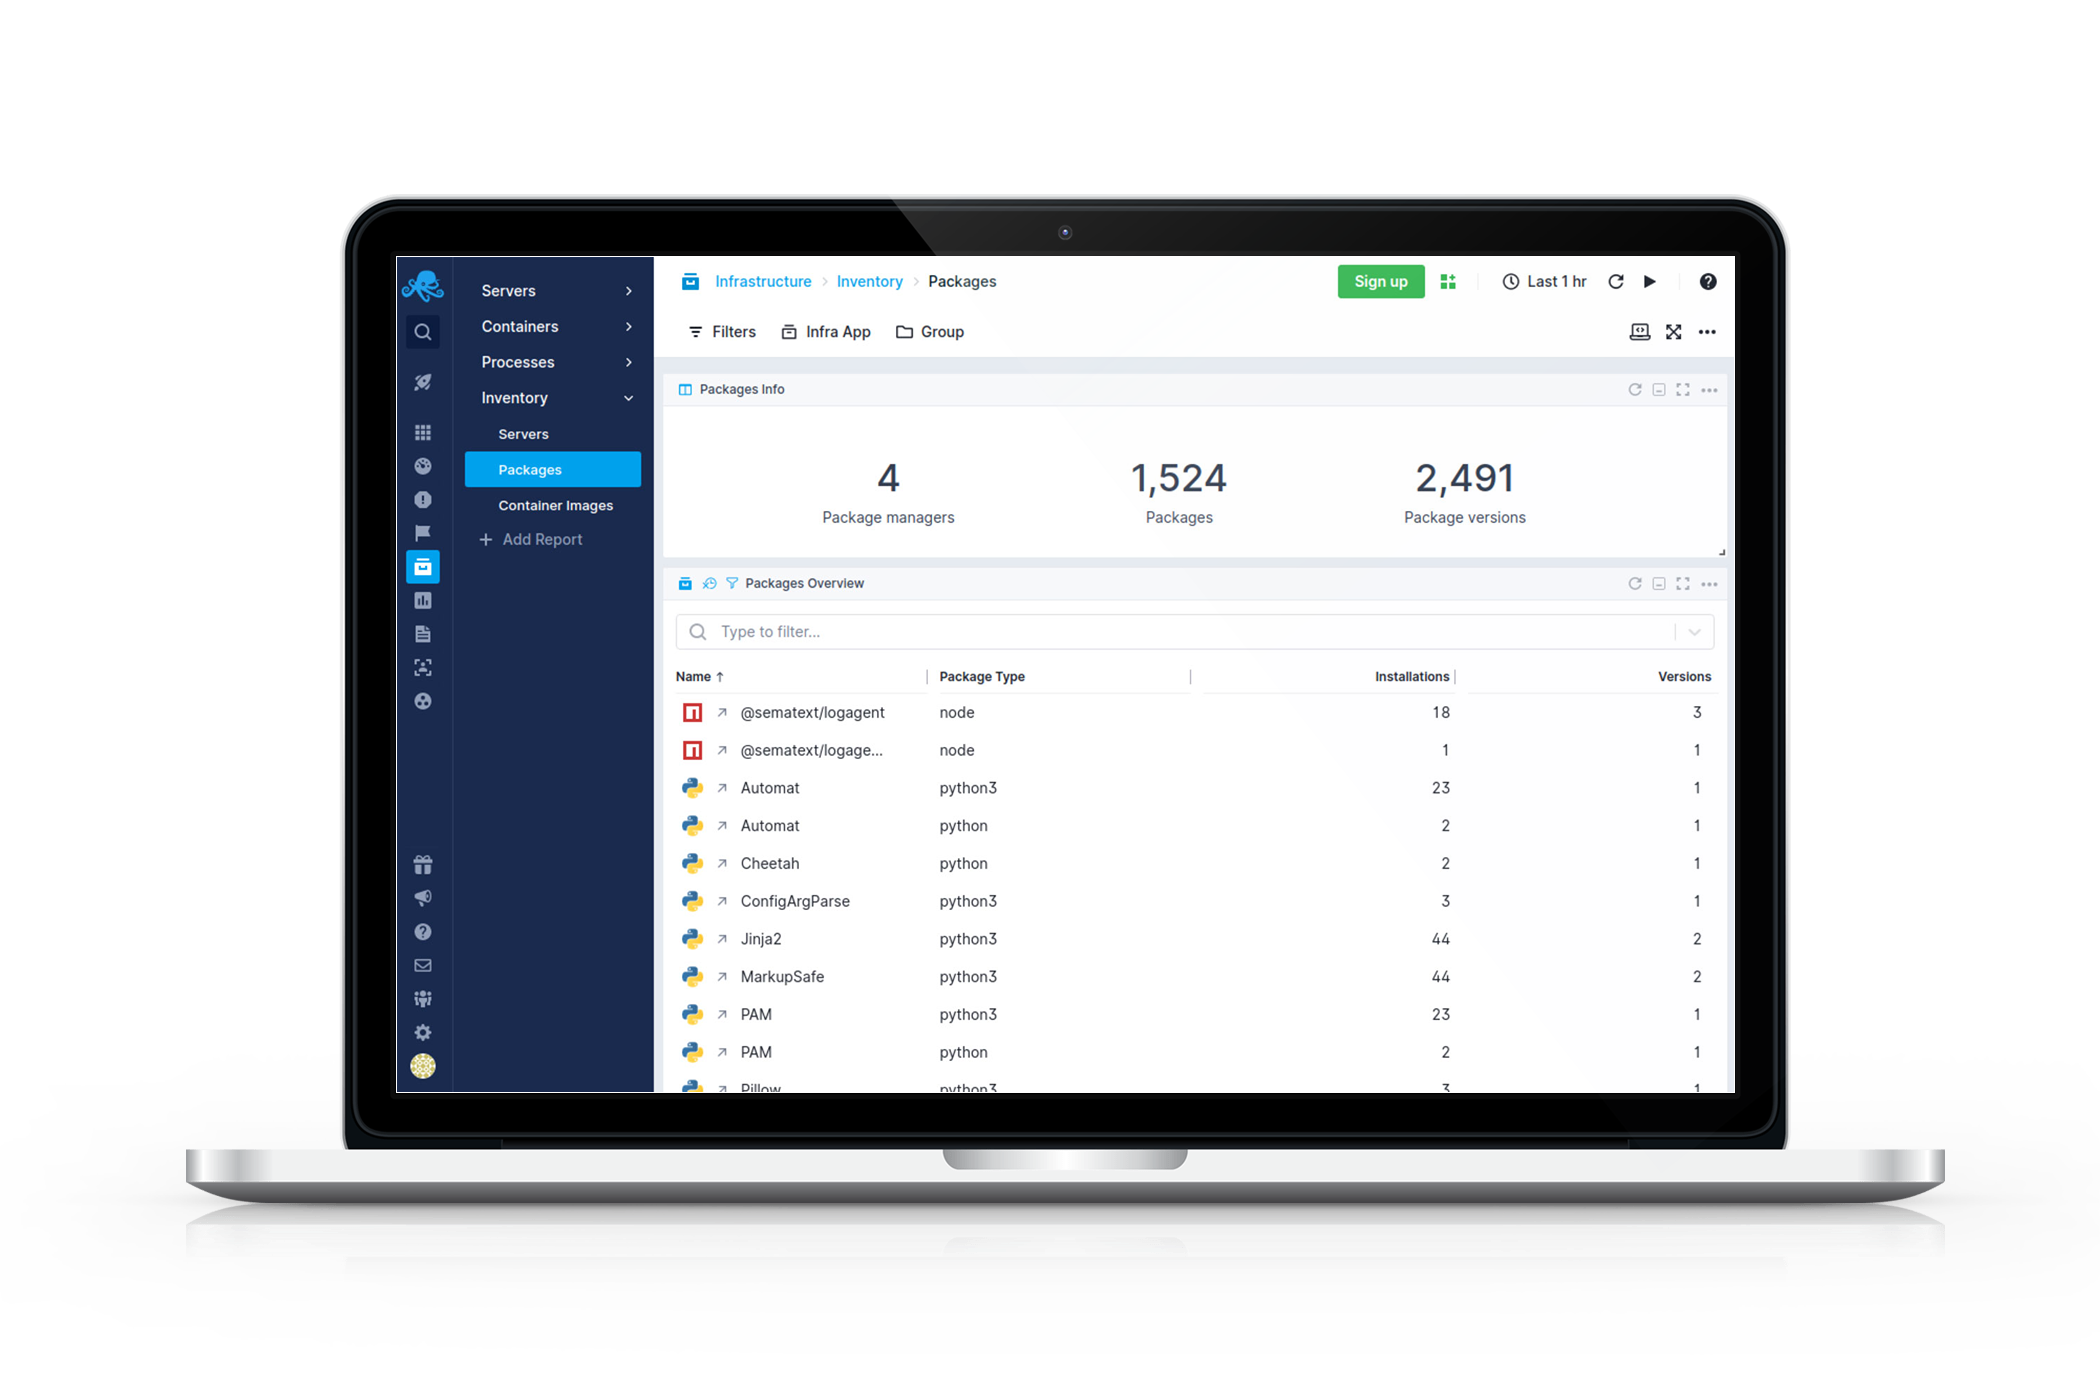 Servers
Containers
Processes
Inventory
Servers
Packages
Container Images
+ Add Report
Infrastructure > Inventory > Packages
Sign up
Last 1 hr
Filters Infra App Group
Packages Info
4 1,524 2,491
Package managers Packages Package versions
Packages Overview
Type to filter...
Name ↑ Package Type Installations Versions
@sematext/logagent node 18 3
@sematext/logage... node 1 1
Automat python3 23 1
Automat python 2 1
Cheetah python 2 1
ConfigArgParse python3 3 1
Jinja2 python3 44 2
MarkupSafe python3 44 2
PAM python3 23 1
PAM python 2 1
Pillow python3 3 1